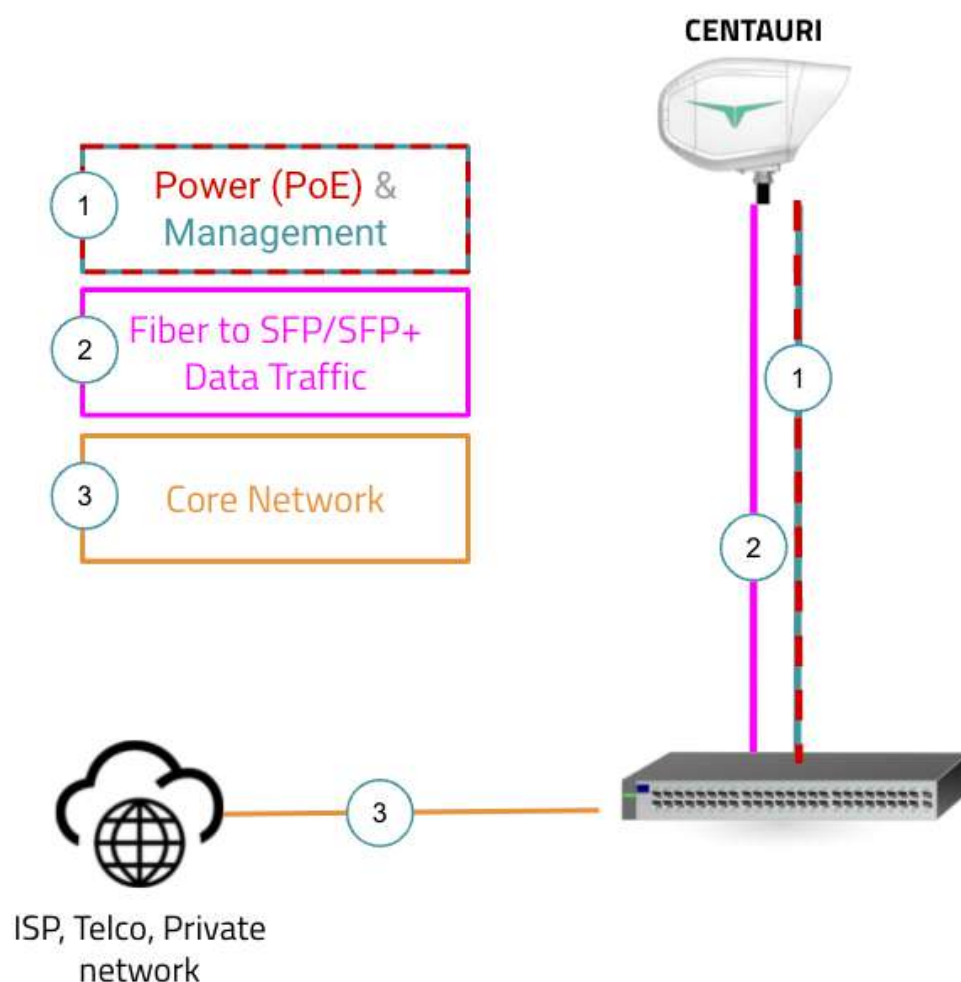 CENTAURI
1
Power (PoE) &
Management
2
Fiber to SFP/SFP+
Data Traffic
3
Core Network
1
2
3
ISP, Telco, Private
network